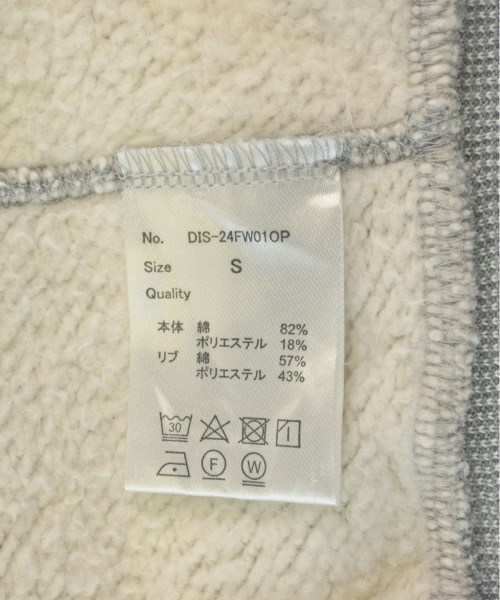 No. DIS-24FW01OP
Size S
Quality
本体 綿 82%
ポリエステル 18%
リブ 綿 57%
ポリエステル 43%
30
F W